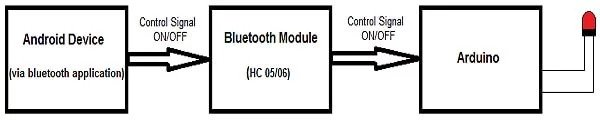 Android Device
(via bluetooth application)
Control Signal
ON/OFF
Bluetooth Module
(HC 05/06)
Control Signal
ON/OFF
Arduino